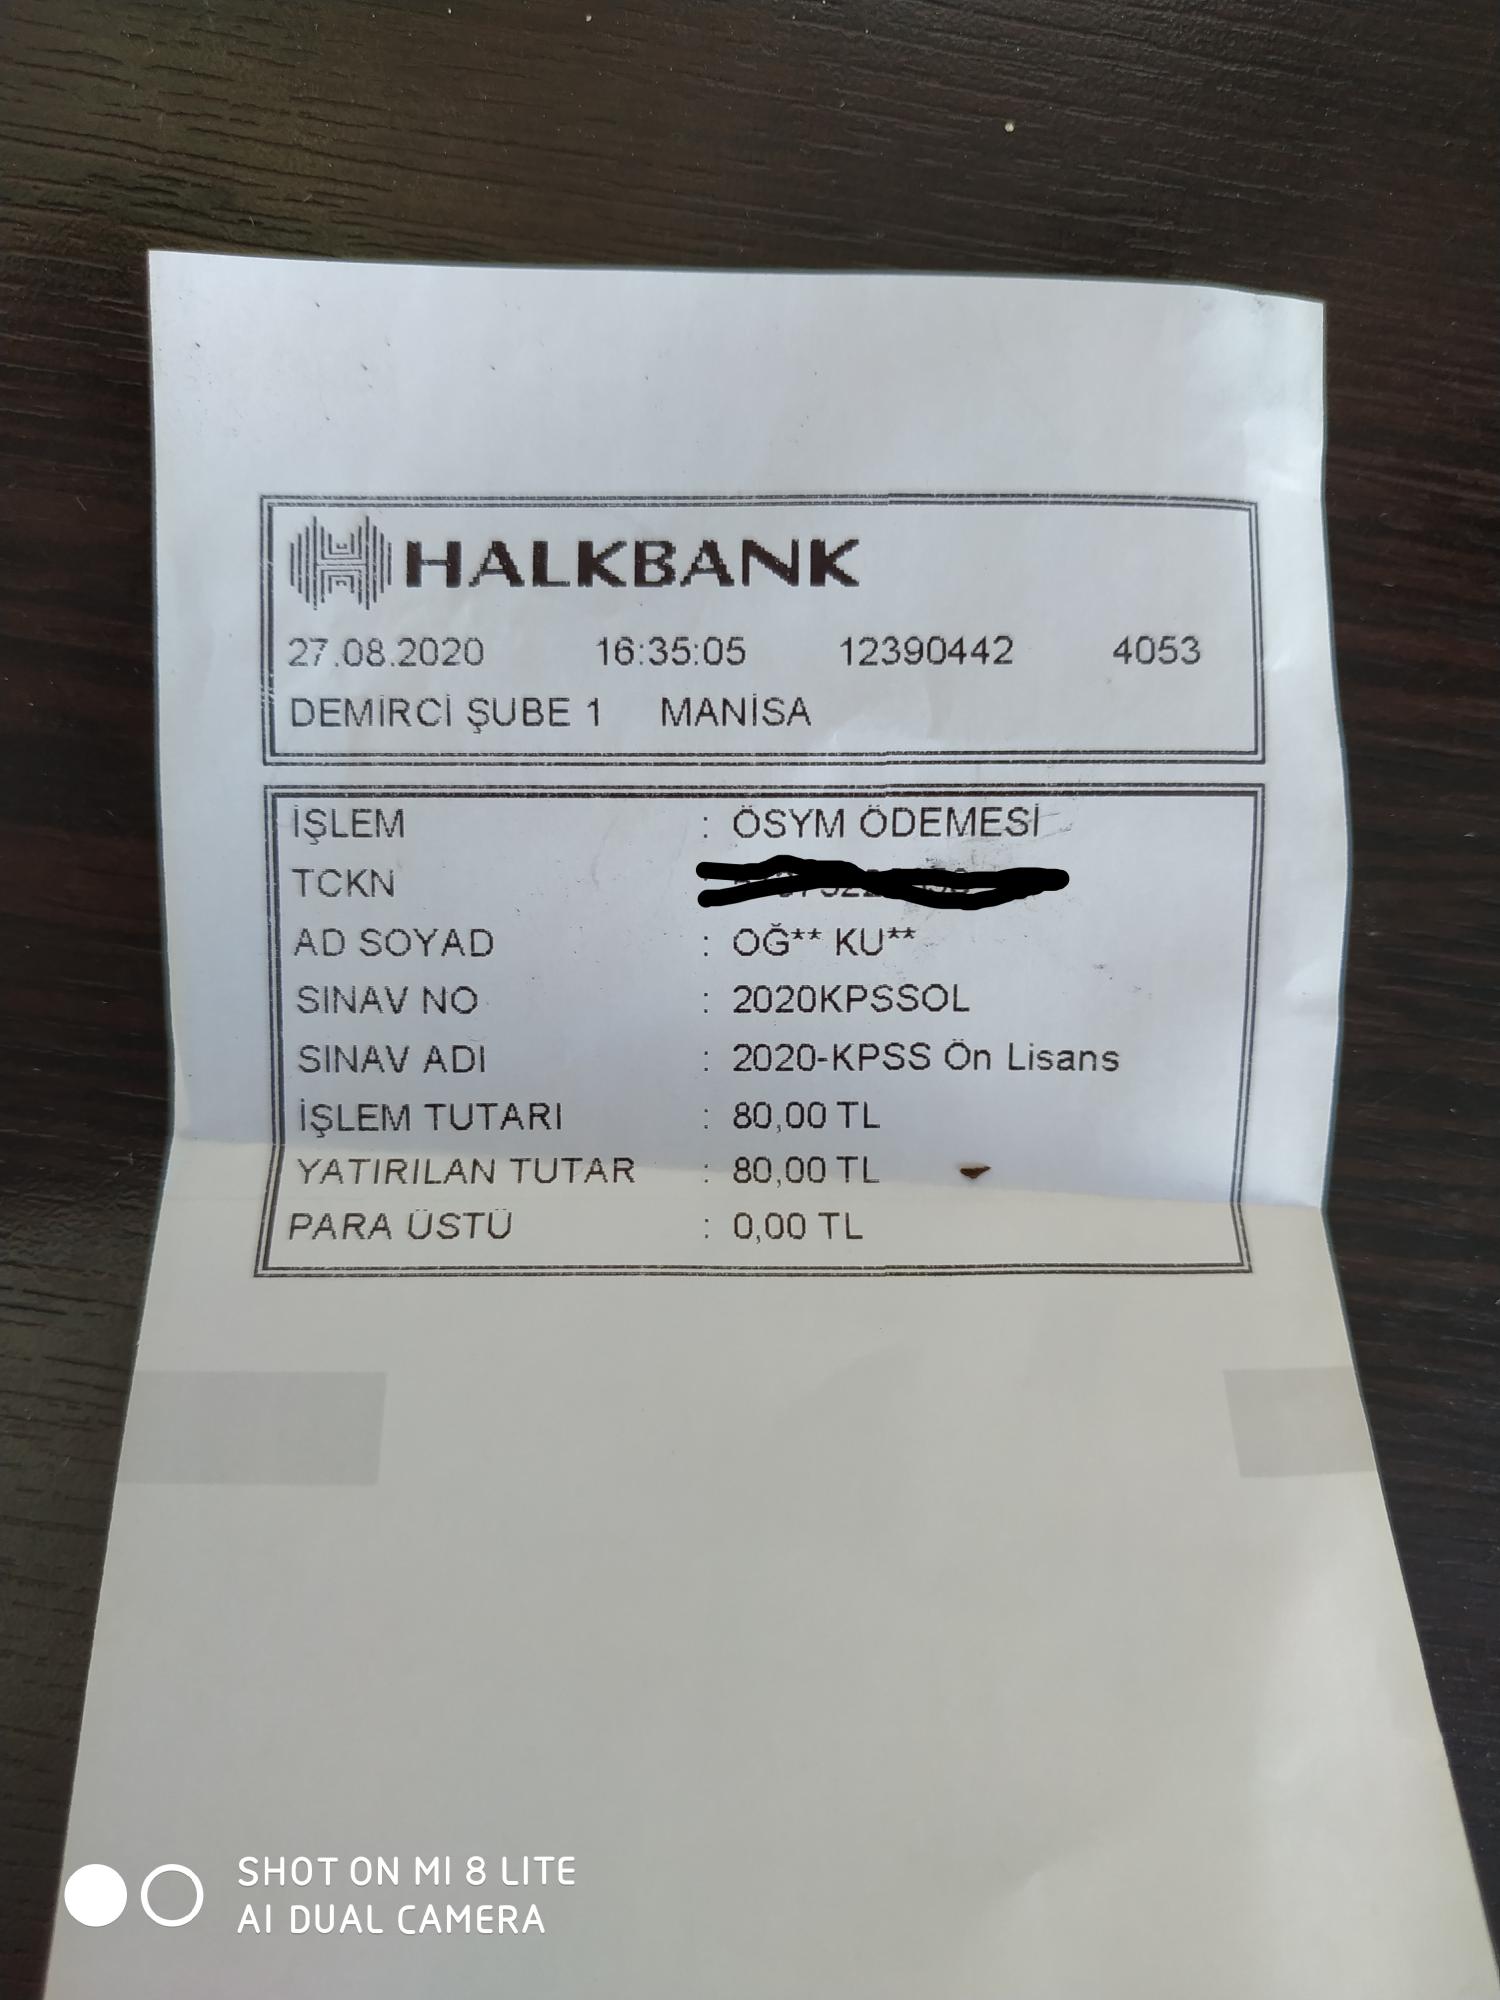 HALKBANK
27.08.2020 16:35:05 12390442 4053
DEMİRCİ ŞUBE 1 MANİSA
İŞLEM : ÖSYM ÖDEMESİ
TCKN
AD SOYAD : OĞ** KU**
SINAV NO : 2020KPSSOL
SINAV ADI : 2020-KPSS Ön Lisans
İŞLEM TUTARI : 80,00 TL
YATIRILAN TUTAR : 80,00 TL
PARA ÜSTÜ : 0,00 TL
SHOT ON MI 8 LITE
AI DUAL CAMERA